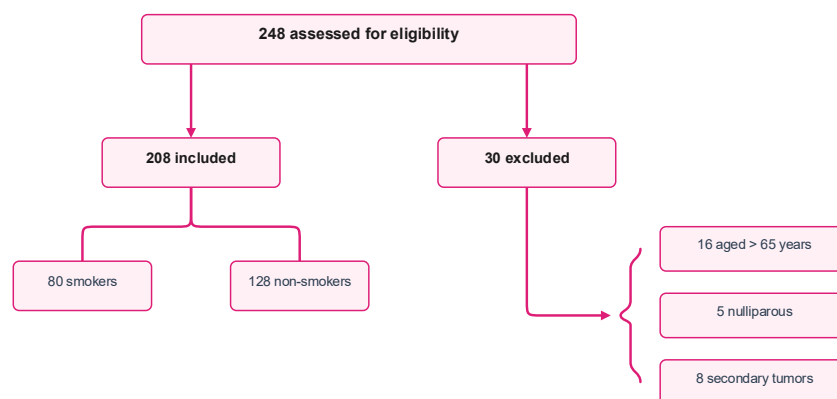 248 assessed for eligibility
208 included
30 excluded
80 smokers
128 non-smokers
16 aged > 65 years
5 nulliparous
8 secondary tumors